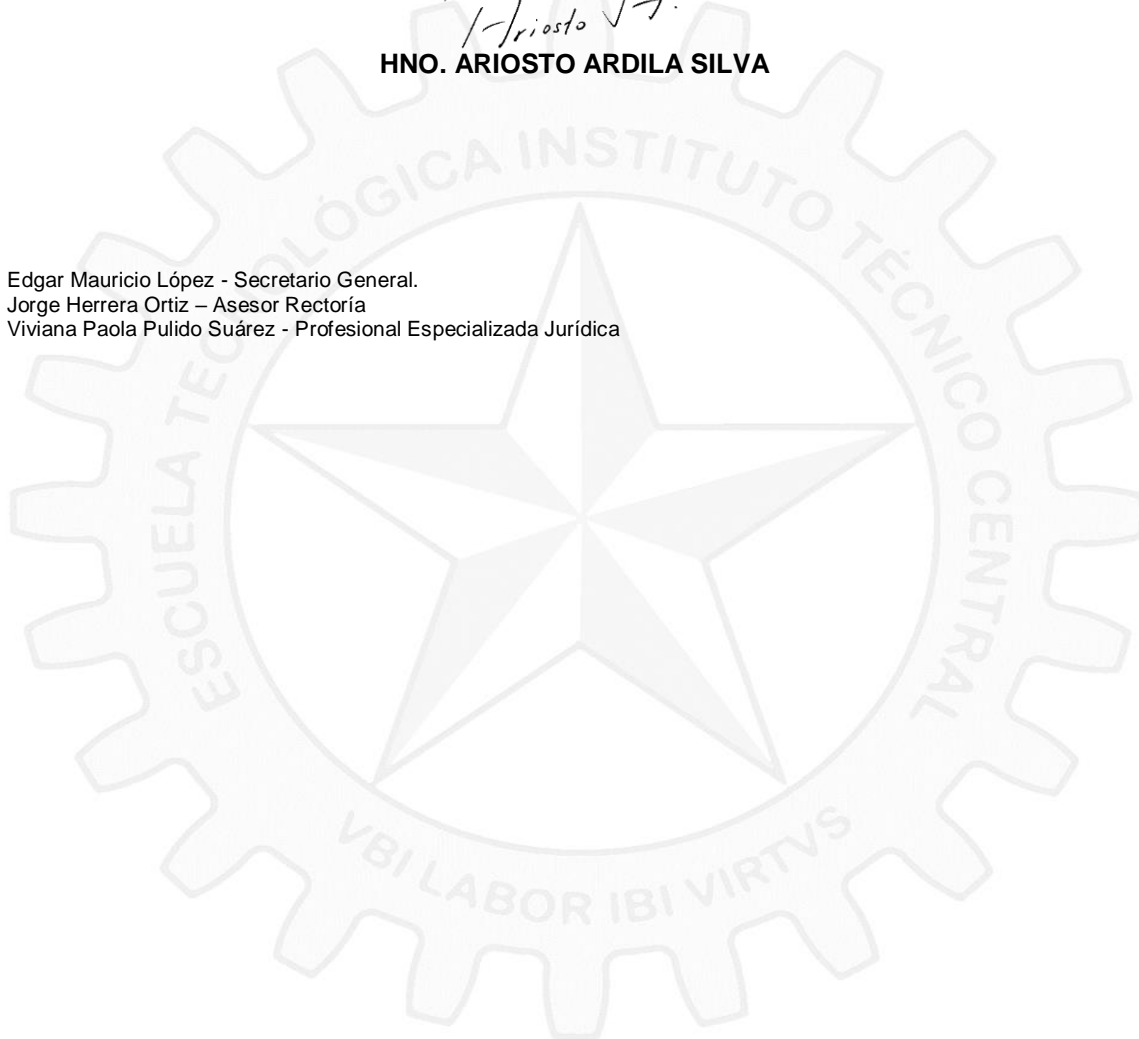 Ariosto
HNO. ARIOSTO ARDILA SILVA
Edgar Mauricio López - Secretario General.
Jorge Herrera Ortiz – Asesor Rectoría
Viviana Paola Pulido Suárez - Profesional Especializada Jurídica
ESCUELA TECNOLÓGICA INSTITUTO TÉCNICO CENTRAL
VBI LABOR IBI VIRTVS